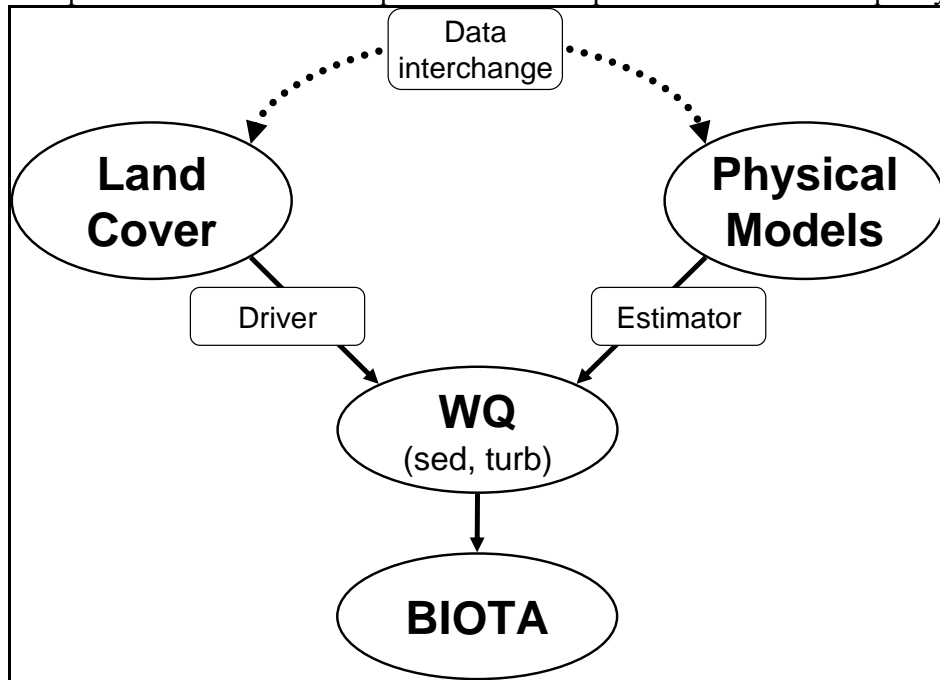 Data
interchange
Land
Cover
Physical
Models
Driver
Estimator
WQ
(sed, turb)
BIOTA